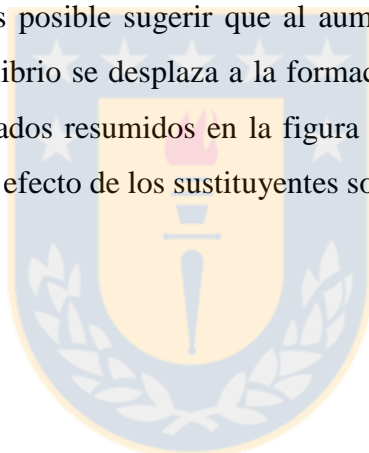 s posible sugerir que al aum
librio se desplaza a la formac
ados resumidos en la figura
efecto de los sustituyentes so